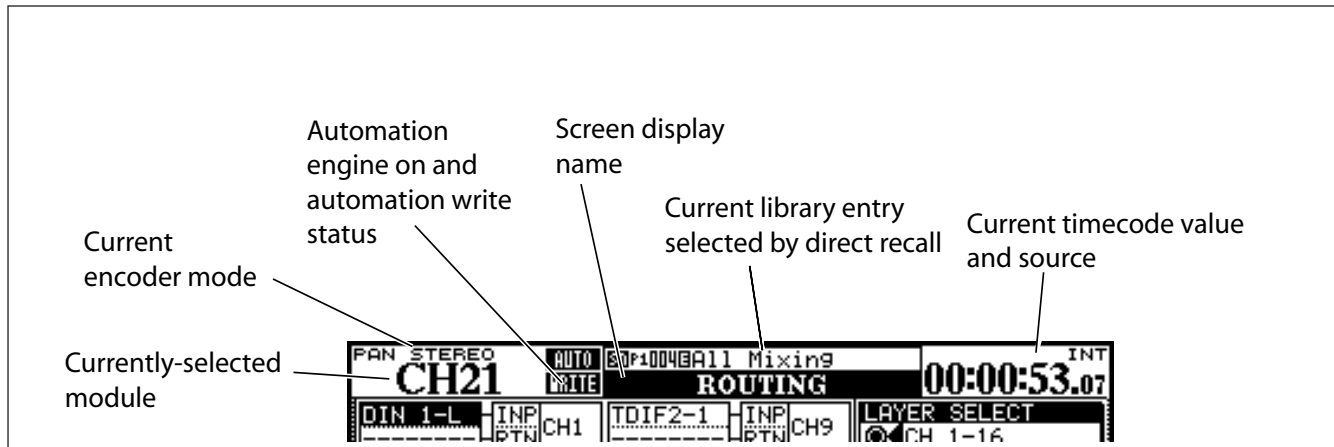 Automation
engine on and
automation write
status
Screen display
name
Current library entry
selected by direct recall
Current timecode value
and source
Current
encoder mode
Currently-selected
module
PAN STEREO
CH21
AUTO
WRITE
All Mixing
ROUTING
INT
00:00:53.07
DIN 1-L
INP
RTN
CH1
TDIF2-1
INP
RTN
CH9
LAYER SELECT
CH 1-16